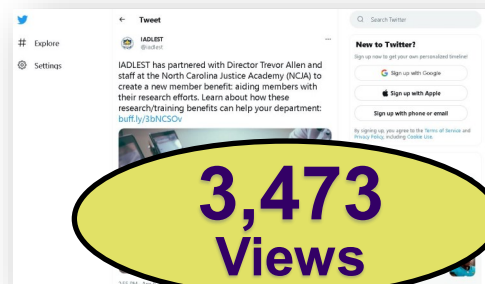 ← Tweet
Search Twitter
# Explore
Settings
IADLEST
@iadlest
...
IADLEST has partnered with Director Trevor Allen and
staff at the North Carolina Justice Academy (NCJA) to
create a new member benefit: aiding members with
their research efforts. Learn about how these
research/training benefits can help your department:
buff.ly/3bNCSOv
New to Twitter?
Sign up now to get your own personalized timeline!
Sign up with Google
Sign up with Apple
Sign up with phone or email
By signing up, you agree to the Terms of Service and
Privacy Policy, including Cookie Use.
3,473
Views